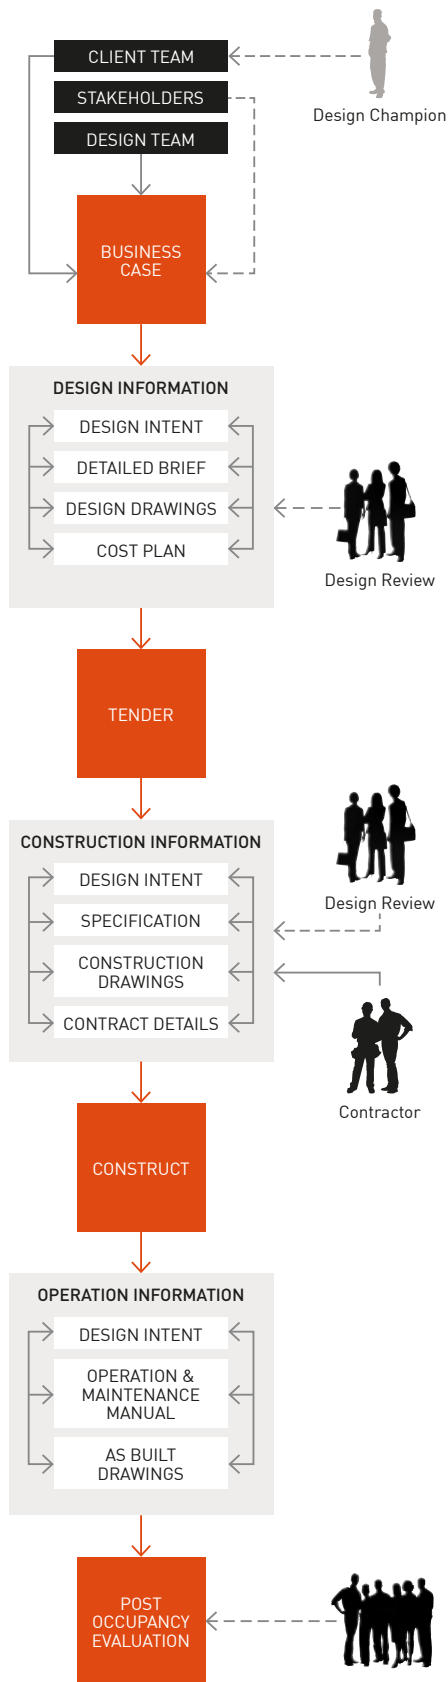 CLIENT TEAM
STAKEHOLDERS
DESIGN TEAM
Design Champion
BUSINESS
CASE
DESIGN INFORMATION
DESIGN INTENT
DETAILED BRIEF
DESIGN DRAWINGS
COST PLAN
Design Review
TENDER
CONSTRUCTION INFORMATION
DESIGN INTENT
SPECIFICATION
CONSTRUCTION
DRAWINGS
CONTRACT DETAILS
Design Review
Contractor
CONSTRUCT
OPERATION INFORMATION
DESIGN INTENT
OPERATION &
MAINTENANCE
MANUAL
AS BUILT
DRAWINGS
POST
OCCUPANCY
EVALUATION